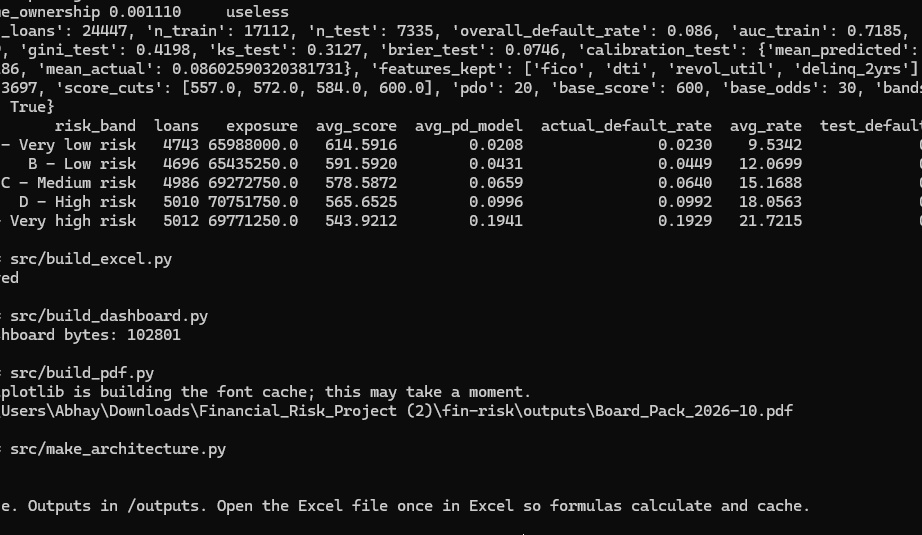 e_ownership 0.001110     useless
_loans': 24447, 'n_train': 17112, 'n_test': 7335, 'overall_default_rate': 0.086, 'auc_train': 0.7185,
, 'gini_test': 0.4198, 'ks_test': 0.3127, 'brier_test': 0.0746, 'calibration_test': {'mean_predicted':
86, 'mean_actual': 0.08602590320381731}, 'features_kept': ['fico', 'dti', 'revol_util', 'delinq_2yrs']
3697, 'score_cuts': [557.0, 572.0, 584.0, 600.0], 'pdo': 20, 'base_score': 600, 'base_odds': 30, 'bands
True}
risk_band  loans   exposure  avg_score  avg_pd_model  actual_default_rate  avg_rate  test_default
– Very low risk   4743 65988000.0   614.5916        0.0208               0.0230    9.5342
B – Low risk   4696 65435250.0   591.5920        0.0431               0.0449   12.0699
C – Medium risk   4986 69272750.0   578.5872        0.0659               0.0640   15.1688
D – High risk   5010 70751750.0   565.6525        0.0996               0.0992   18.0563
Very high risk   5012 69771250.0   543.9212        0.1941               0.1929   21.7215
src/build_excel.py
ed
src/build_dashboard.py
hboard bytes: 102801
src/build_pdf.py
plotlib is building the font cache; this may take a moment.
Users\Abhay\Downloads\Financial_Risk_Project (2)\fin-risk\outputs\Board_Pack_2026-10.pdf
src/make_architecture.py
e. Outputs in /outputs. Open the Excel file once in Excel so formulas calculate and cache.